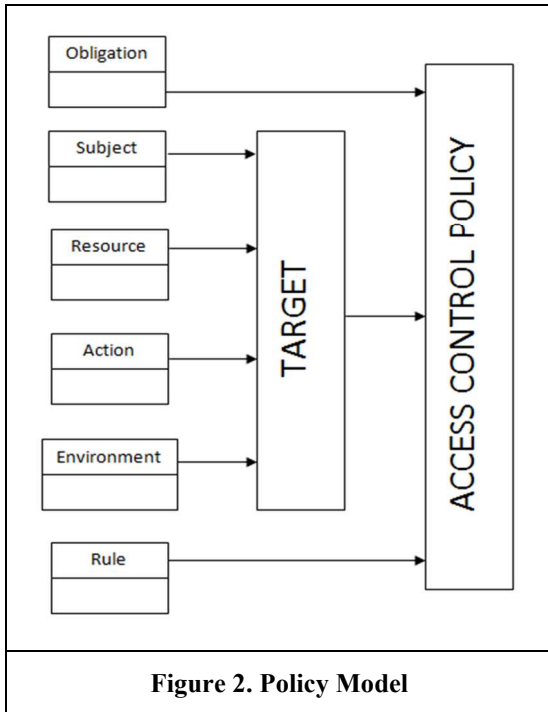 Obligation
Subject
Resource
Action
Environment
Rule
TARGET
ACCESS CONTROL POLICY
Figure 2. Policy Model